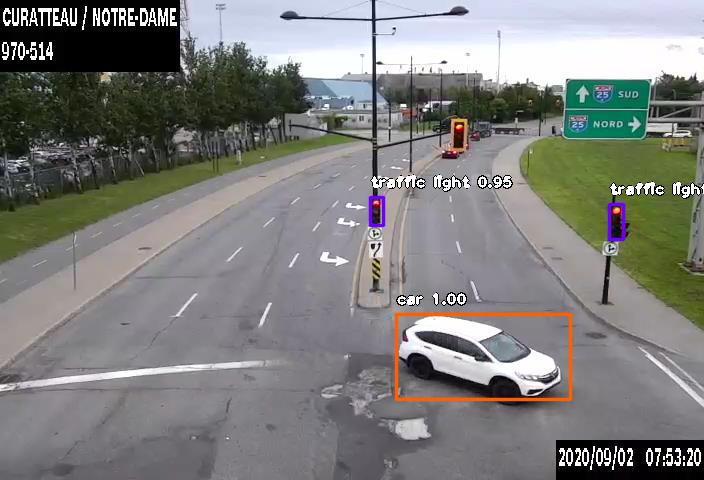 CURATTEAU / NOTRE-DAME
970-514
25 SUD
25 NORD
traffic light 0.95
traffic light
car 1.00
2020/09/02 07:53:20